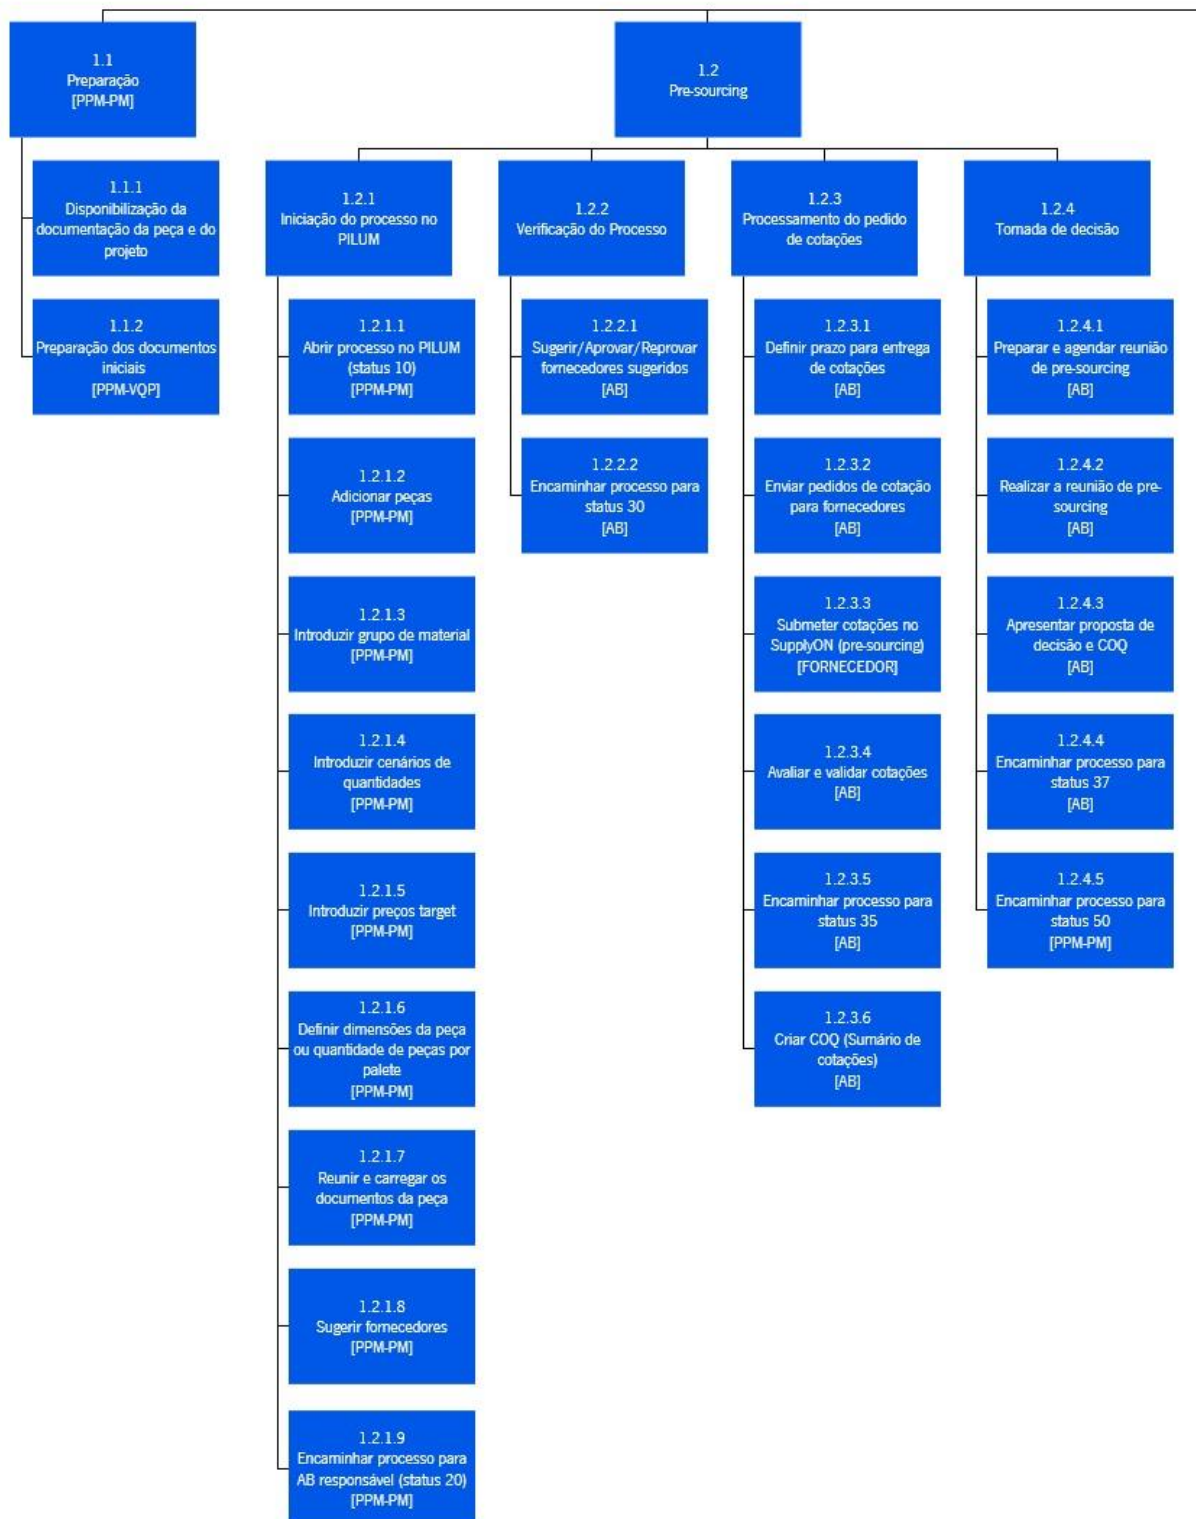 1.1
Preparação
[PPM-PM]
1.1.1
Disponibilização da
documentação da peça e do
projeto
1.1.2
Preparação dos documentos
iniciais
[PPM-VQP]
1.2
Pre-sourcing
1.2.1
Iniciação do processo no
PILUM
1.2.1.1
Abrir processo no PILUM
(status 10)
[PPM-PM]
1.2.1.2
Adicionar peças
[PPM-PM]
1.2.1.3
Introduzir grupo de material
[PPM-PM]
1.2.1.4
Introduzir cenários de
quantidades
[PPM-PM]
1.2.1.5
Introduzir preços target
[PPM-PM]
1.2.1.6
Definir dimensões da peça
ou quantidade de peças por
palete
[PPM-PM]
1.2.1.7
Reunir e carregar os
documentos da peça
[PPM-PM]
1.2.1.8
Sugerir fornecedores
[PPM-PM]
1.2.1.9
Encaminhar processo para
AB responsável (status 20)
[PPM-PM]
1.2.2
Verificação do Processo
1.2.2.1
Sugerir/Aprovar/Reprovar
fornecedores sugeridos
[AB]
1.2.2.2
Encaminhar processo para
status 30
[AB]
1.2.3
Processamento do pedido
de cotações
1.2.3.1
Definir prazo para entrega
de cotações
[AB]
1.2.3.2
Enviar pedidos de cotação
para fornecedores
[AB]
1.2.3.3
Submeter cotações no
SupplyON (pre-sourcing)
[FORNECEDOR]
1.2.3.4
Avaliar e validar cotações
[AB]
1.2.3.5
Encaminhar processo para
status 35
[AB]
1.2.3.6
Criar COQ (Sumário de
cotações)
[AB]
1.2.4
Tomada de decisão
1.2.4.1
Preparar e agendar reunião
de pre-sourcing
[AB]
1.2.4.2
Realizar a reunião de pre-
sourcing
[AB]
1.2.4.3
Apresentar proposta de
decisão e COQ
[AB]
1.2.4.4
Encaminhar processo para
status 37
[AB]
1.2.4.5
Encaminhar processo para
status 50
[PPM-PM]